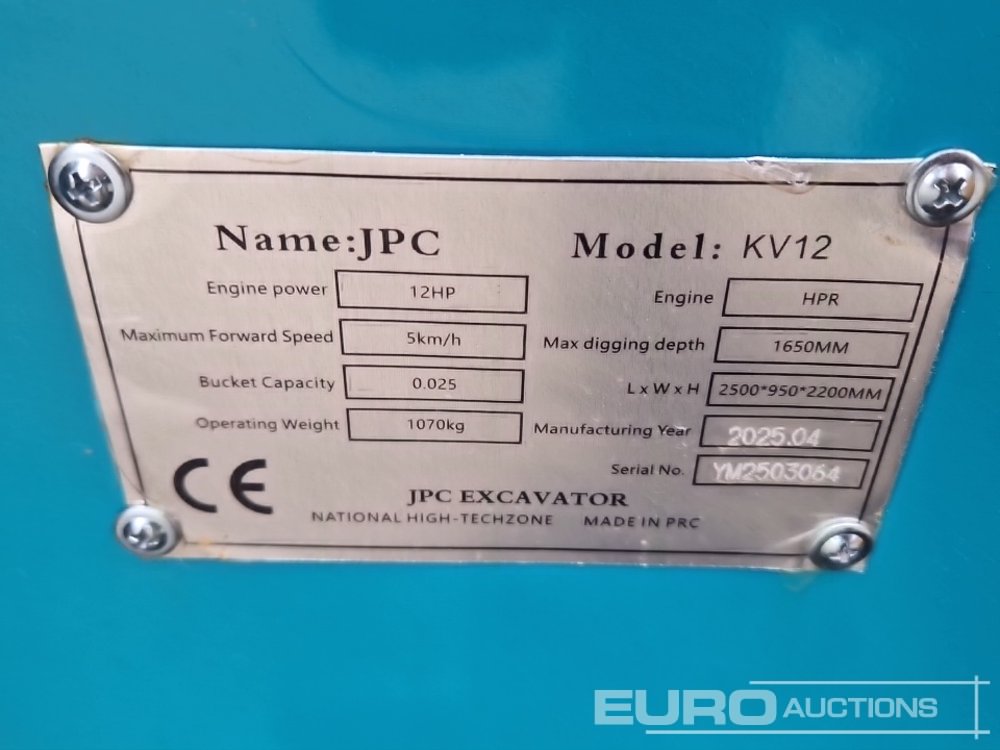 Name:JPC Model: KV12
Engine power 12HP Engine HPR
Maximum Forward Speed 5km/h Max digging depth 1650MM
Bucket Capacity 0.025 LxWxH 2500*950*2200MM
Operating Weight 1070kg Manufacturing Year 2025.04
Serial No. YM2503064
CE
JPC EXCAVATOR
NATIONAL HIGH-TECHZONE MADE IN PRC
EURO AUCTIONS